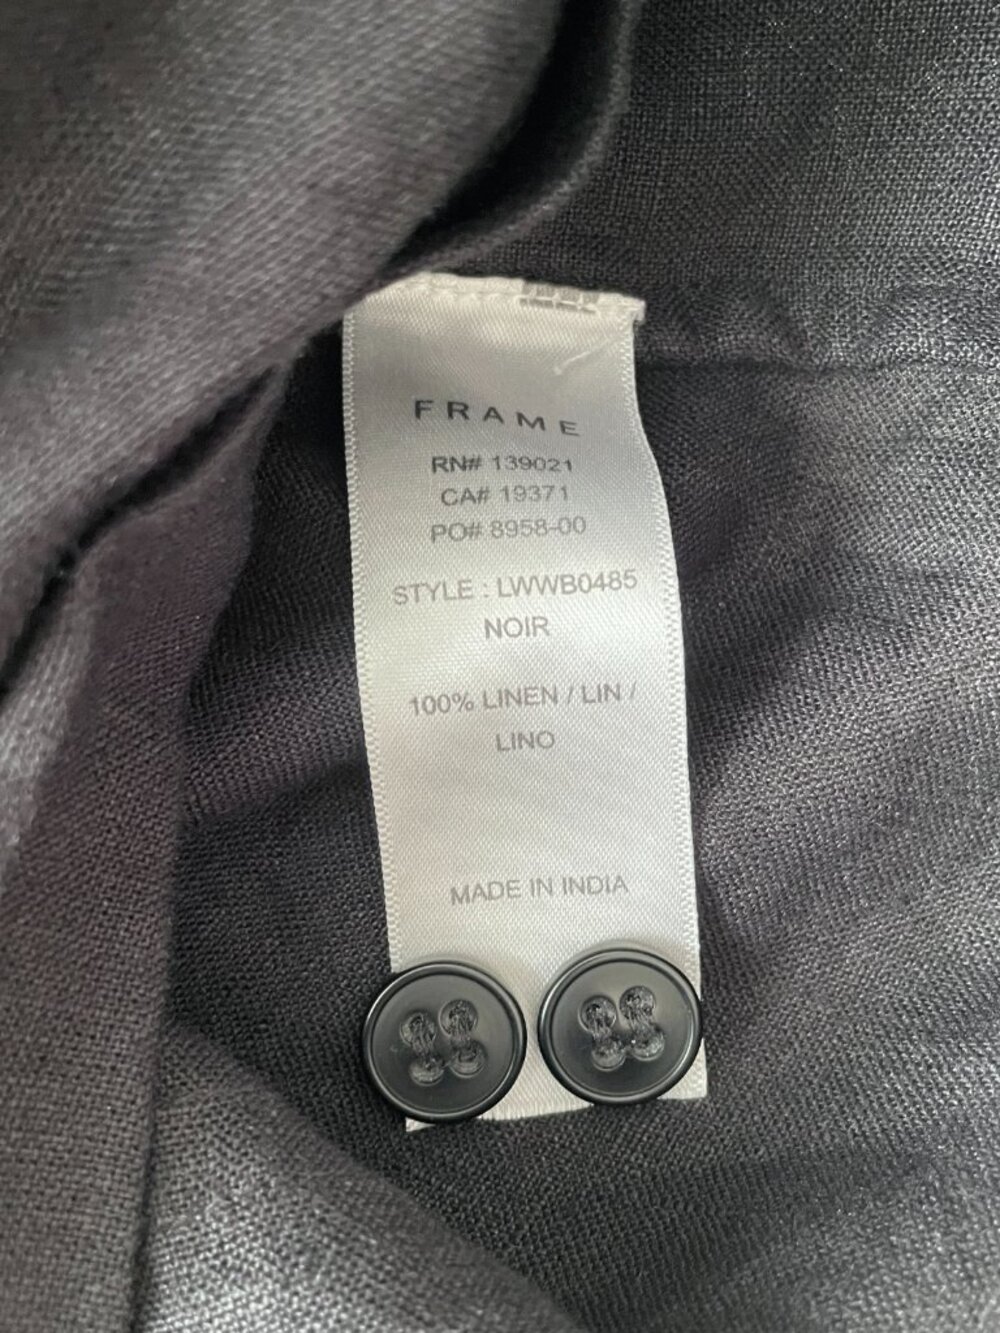 FRAME
RN# 139021
CA# 19371
PO# 8958-00
STYLE : LWWB0485
NOIR
100% LINEN / LIN /
LINO
MADE IN INDIA